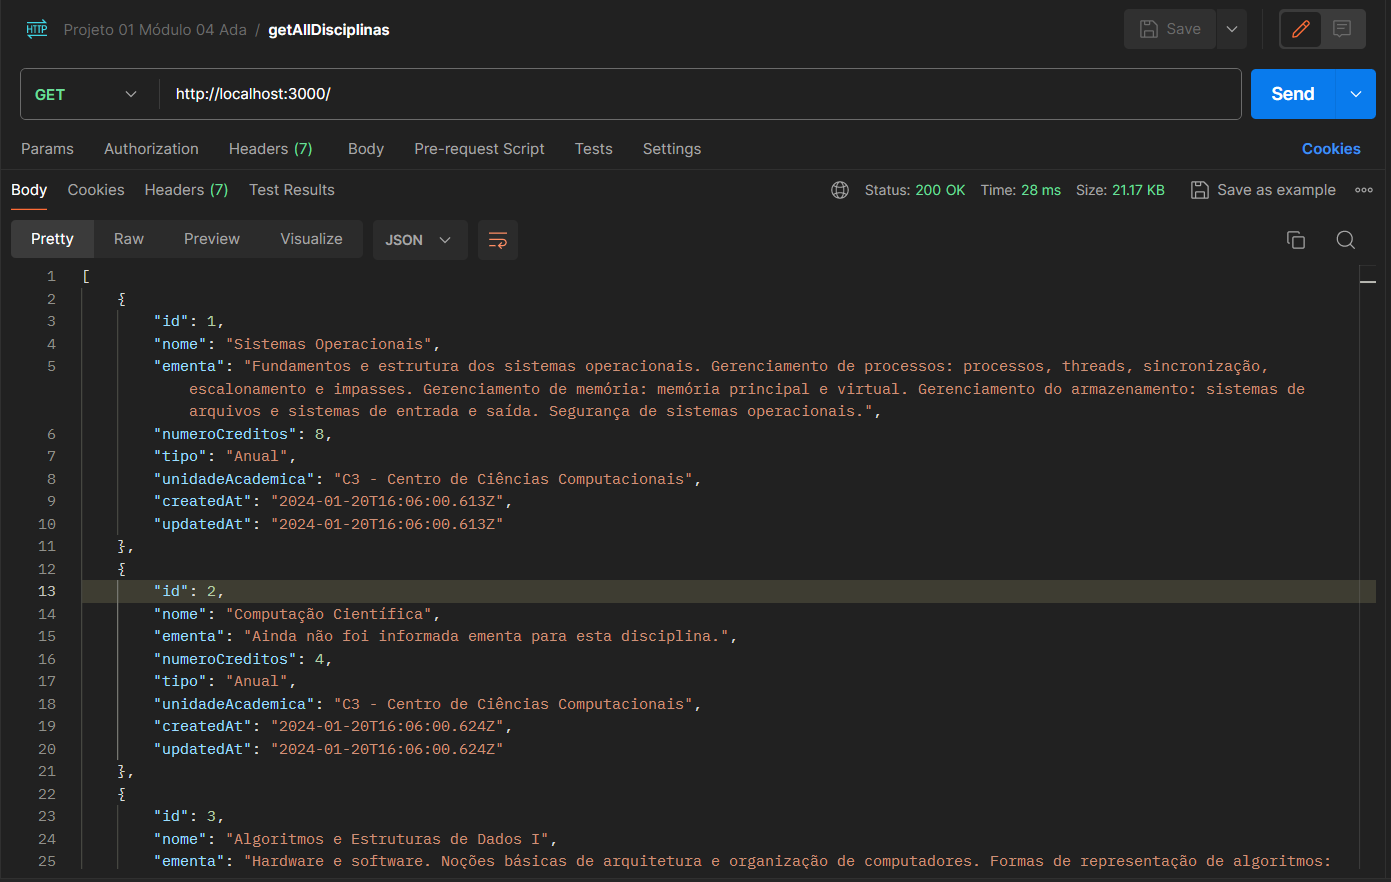 HTTP Projeto 01 Módulo 04 Ada / getAllDisciplinas Save
GET http://localhost:3000/ Send
Params Authorization Headers (7) Body Pre-request Script Tests Settings Cookies
Body Cookies Headers (7) Test Results Status: 200 OK Time: 28 ms Size: 21.17 KB Save as example
Pretty Raw Preview Visualize JSON
1 [
2 {
3 "id": 1,
4 "nome": "Sistemas Operacionais",
5 "ementa": "Fundamentos e estrutura dos sistemas operacionais. Gerenciamento de processos: processos, threads, sincronização,
escalonamento e impasses. Gerenciamento de memória: memória principal e virtual. Gerenciamento do armazenamento: sistemas de
arquivos e sistemas de entrada e saída. Segurança de sistemas operacionais.",
6 "numeroCreditos": 8,
7 "tipo": "Anual",
8 "unidadeAcademica": "C3 - Centro de Ciências Computacionais",
9 "createdAt": "2024-01-20T16:06:00.613Z",
10 "updatedAt": "2024-01-20T16:06:00.613Z"
11 },
12 {
13 "id": 2,
14 "nome": "Computação Científica",
15 "ementa": "Ainda não foi informada ementa para esta disciplina.",
16 "numeroCreditos": 4,
17 "tipo": "Anual",
18 "unidadeAcademica": "C3 - Centro de Ciências Computacionais",
19 "createdAt": "2024-01-20T16:06:00.624Z",
20 "updatedAt": "2024-01-20T16:06:00.624Z"
21 },
22 {
23 "id": 3,
24 "nome": "Algoritmos e Estruturas de Dados I",
25 "ementa": "Hardware e software. Noções básicas de arquitetura e organização de computadores. Formas de representação de algoritmos: